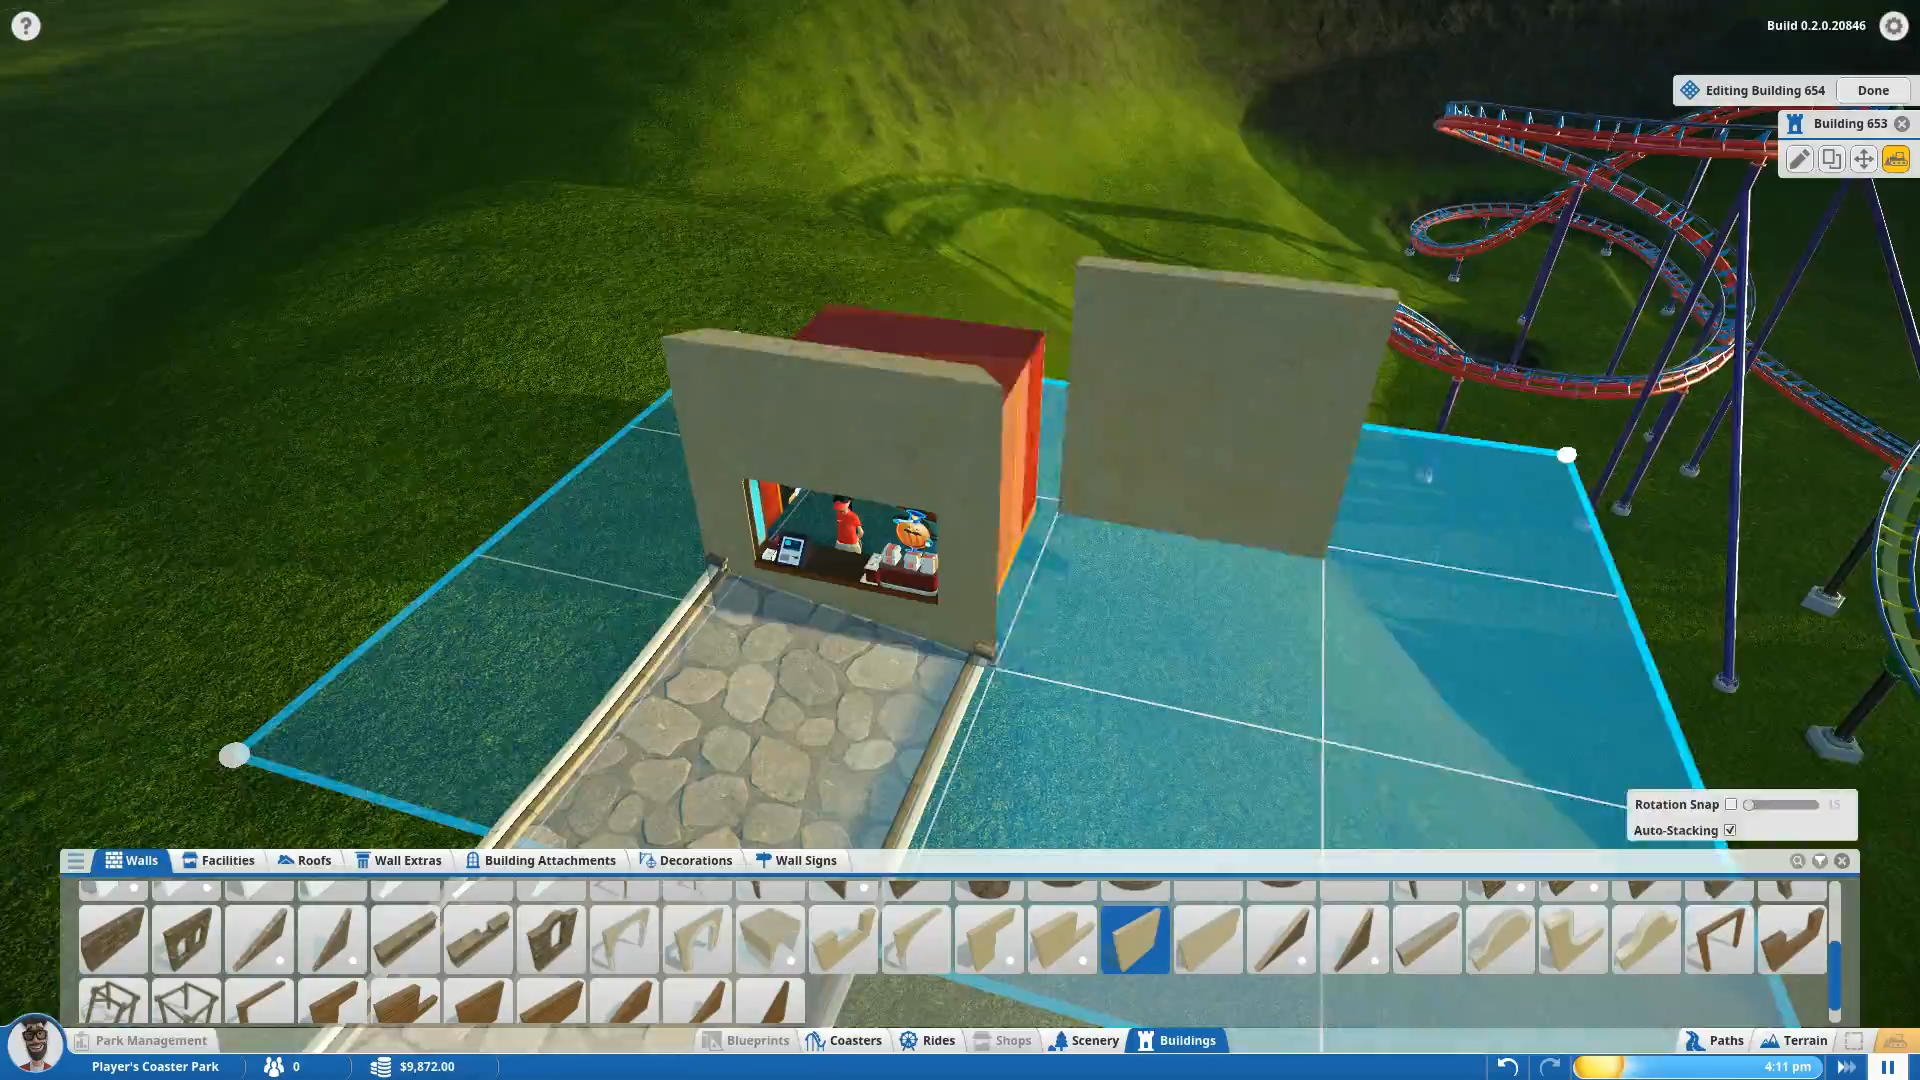 ?
Build 0.2.0.20846
Editing Building 654
Done
Building 653
Rotation Snap
15
Auto-Stacking
Walls
Facilities
Roofs
Wall Extras
Building Attachments
Decorations
Wall Signs
Park Management
Blueprints
Coasters
Rides
Shops
Scenery
Buildings
Paths
Terrain
Player's Coaster Park
0
$9,872.00
4:11 pm